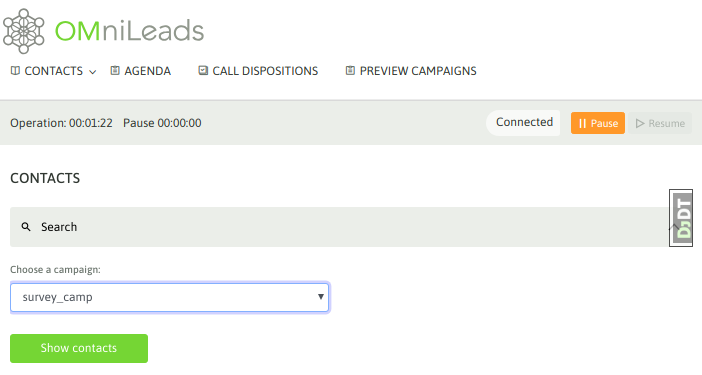 OMniLeads
CONTACTS AGENDA CALL DISPOSITIONS PREVIEW CAMPAIGNS
Operation: 00:01:22 Pause 00:00:00 Connected Pause Resume
CONTACTS
DjDT
Search
Choose a campaign:
survey_camp
Show contacts